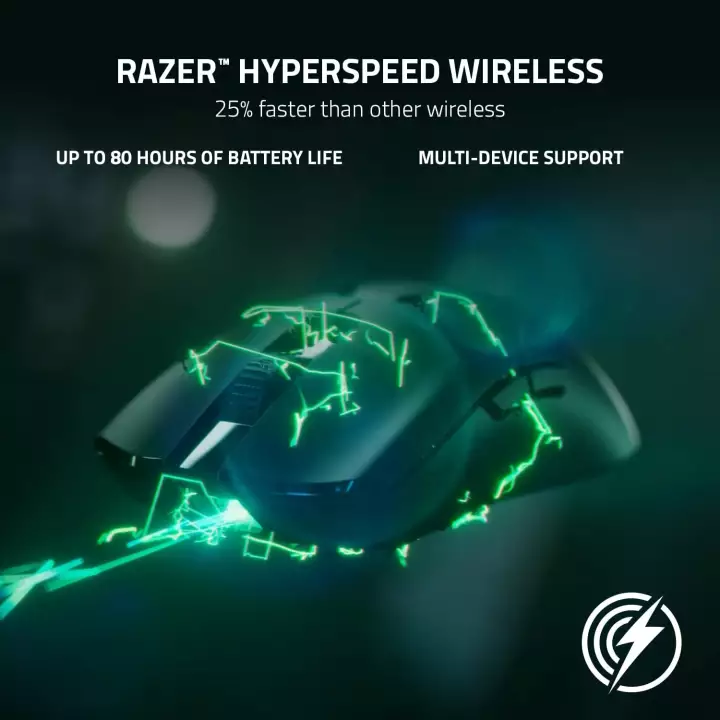 RAZER™ HYPERSPEED WIRELESS
25% faster than other wireless
UP TO 80 HOURS OF BATTERY LIFE
MULTI-DEVICE SUPPORT